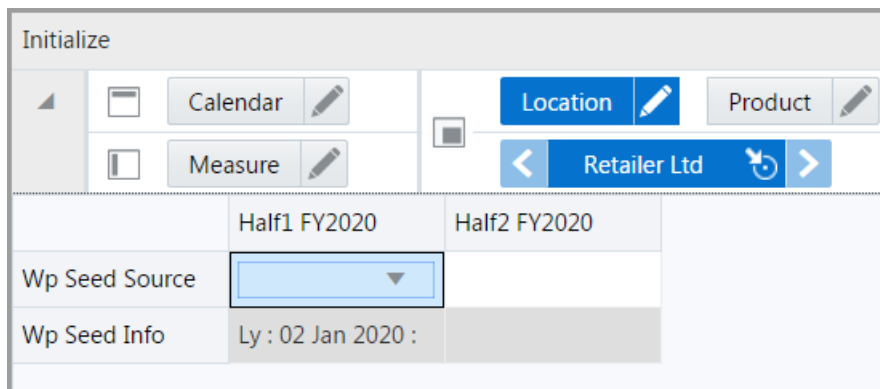 Initialize
Calendar
Location
Product
Measure
Retailer Ltd
Half1 FY2020
Half2 FY2020
Wp Seed Source
Wp Seed Info
Ly : 02 Jan 2020 :